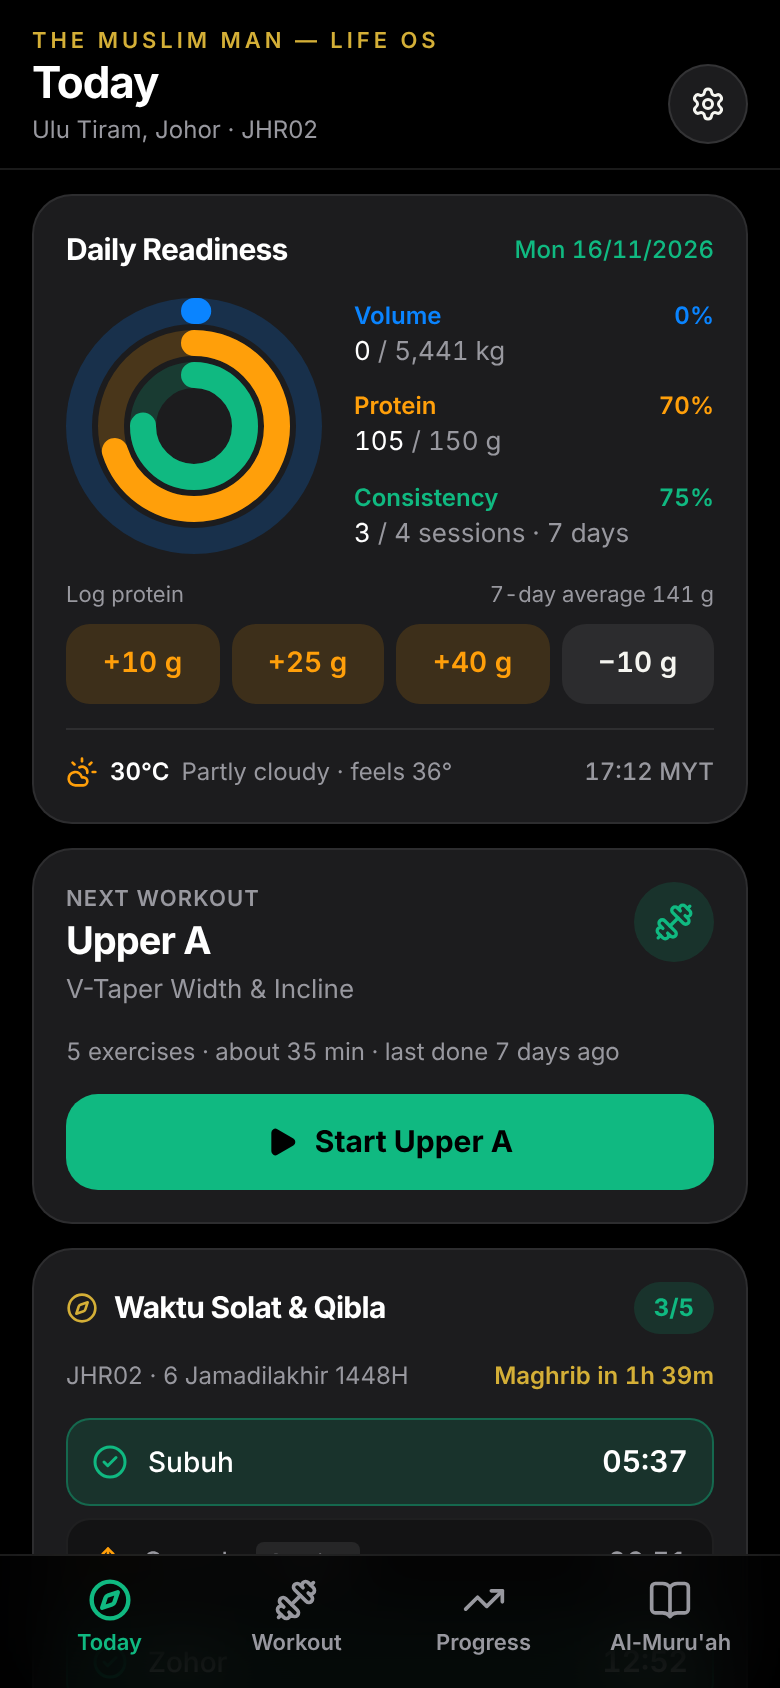 THE MUSLIM MAN — LIFE OS
Today
Ulu Tiram, Johor · JHR02
Daily Readiness
Mon 16/11/2026
Volume 0%
0 / 5,441 kg
Protein 70%
105 / 150 g
Consistency 75%
3 / 4 sessions · 7 days
Log protein
7-day average 141 g
+10 g +25 g +40 g −10 g
30°C Partly cloudy · feels 36°
17:12 MYT
NEXT WORKOUT
Upper A
V-Taper Width & Incline
5 exercises · about 35 min · last done 7 days ago
Start Upper A
Waktu Solat & Qibla
3/5
JHR02 · 6 Jamadilakhir 1448H
Maghrib in 1h 39m
Subuh 05:37
Zohor 12:52
Today Workout Progress Al-Muru'ah